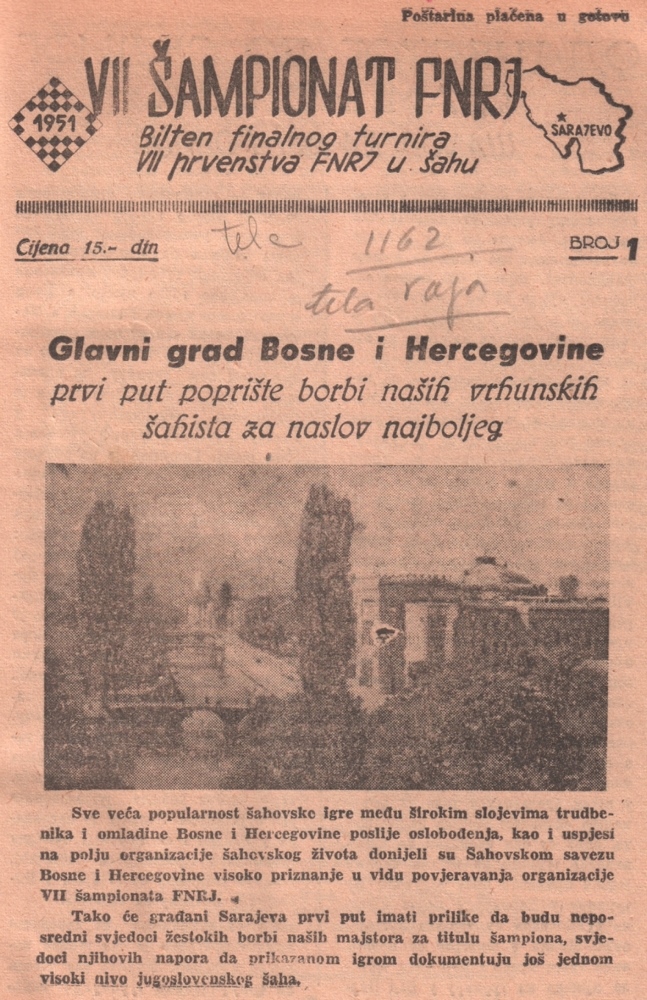 Poštarina plaćena u gotovu
VII ŠAMPIONAT FNRJ
1951
SARAJEVO
Bilten finalnog turnira
VII prvenstva FNRJ u šahu
Cijena 15.- din
tela
1162
BROJ 1
tela raja
Glavni grad Bosne i Hercegovine
prvi put poprište borbi naših vrhunskih
šahista za naslov najboljeg
Sve veća popularnost šahovske igre među širokim slojevima trudbe-
nika i omladine Bosne i Hercegovine poslije oslobođenja, kao i uspjesi
na polju organizacije šahovskog života donijeli su Šahovskom savezu
Bosne i Hercegovine visoko priznanje u vidu povjeravanja organizacije
VII šampionata FNRJ.
Tako će građani Sarajeva prvi put imati prilike da budu nepo-
sredni svjedoci žestokih borbi naših majstora za titulu šampiona, svje-
doci njihovih napora da prikazanom igrom dokumentuju još jednom
visoki nivo jugoslovenskog šaha.